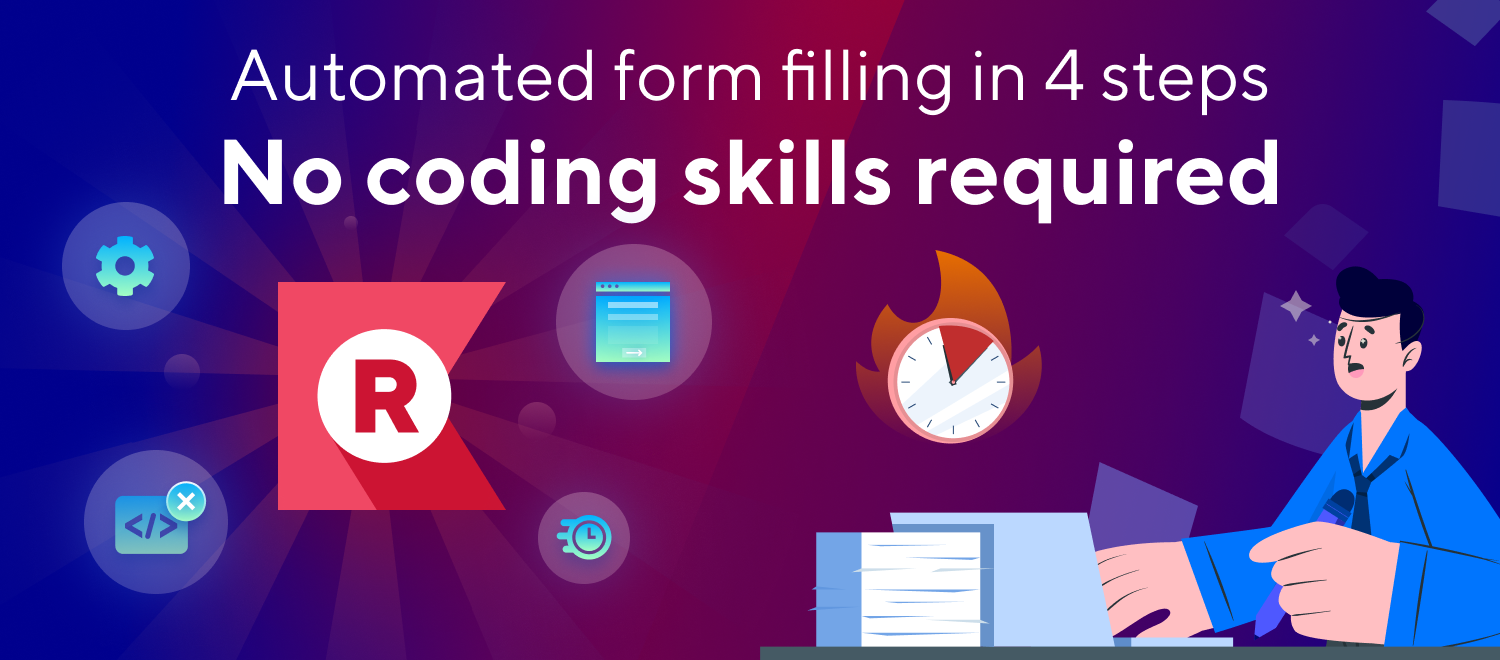 Automated form filling in 4 steps
No coding skills required
R
</>